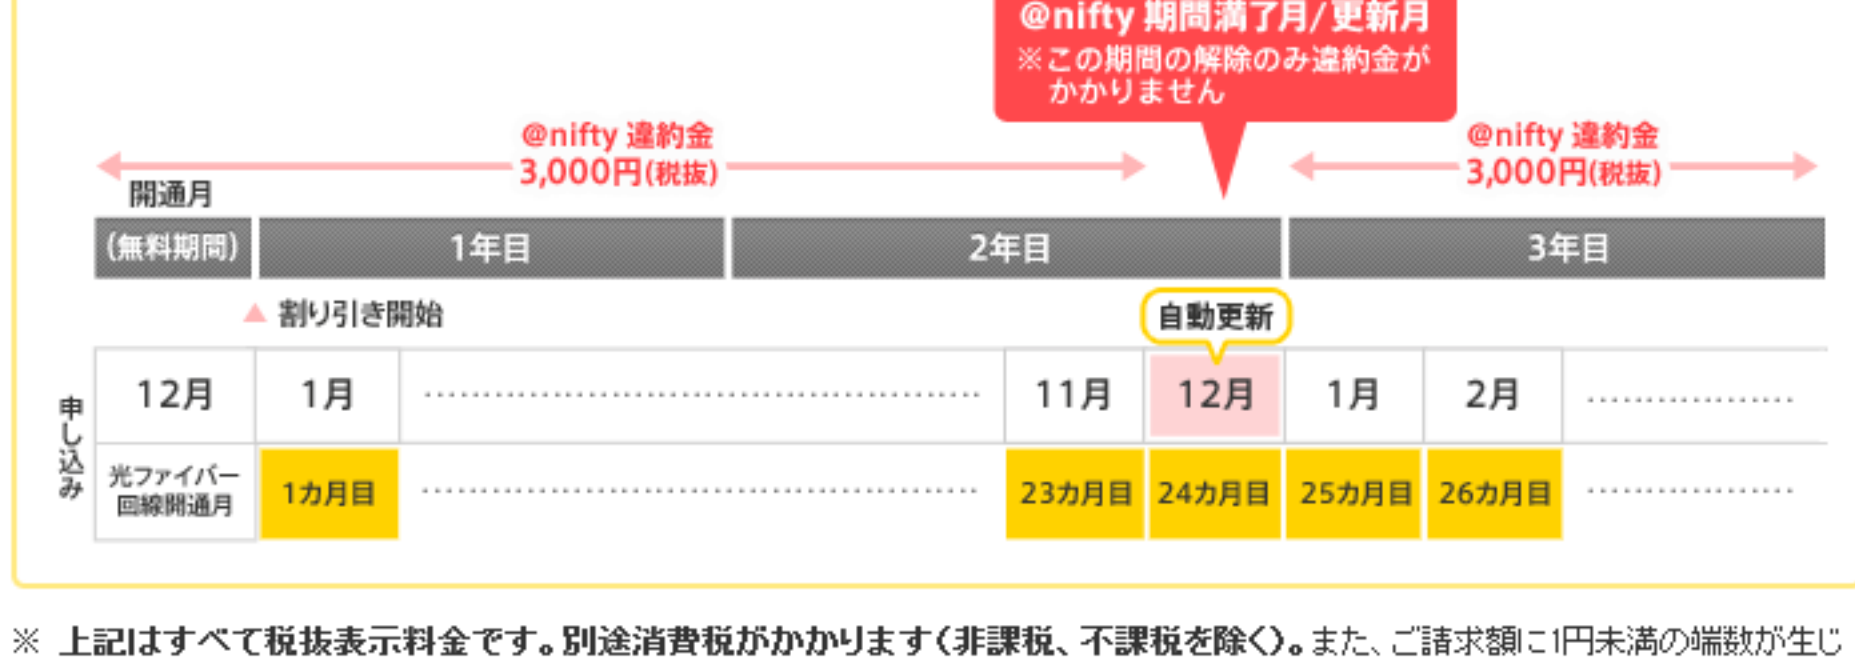 @nifty 期間満了月/更新月
※この期間の解除のみ違約金が
かかりません
@nifty 違約金
3,000円(税抜)
@nifty 違約金
3,000円(税抜)
開通月
(無料期間)
1年目
2年目
3年目
割り引き開始
自動更新
申し込み
12月
1月
11月
12月
1月
2月
光ファイバー
回線開通月
1カ月目
23カ月目
24カ月目
25カ月目
26カ月目
※ 上記はすべて税抜表示料金です。別途消費税がかかります(非課税、不課税を除く)。また、ご請求額に1円未満の端数が生じ